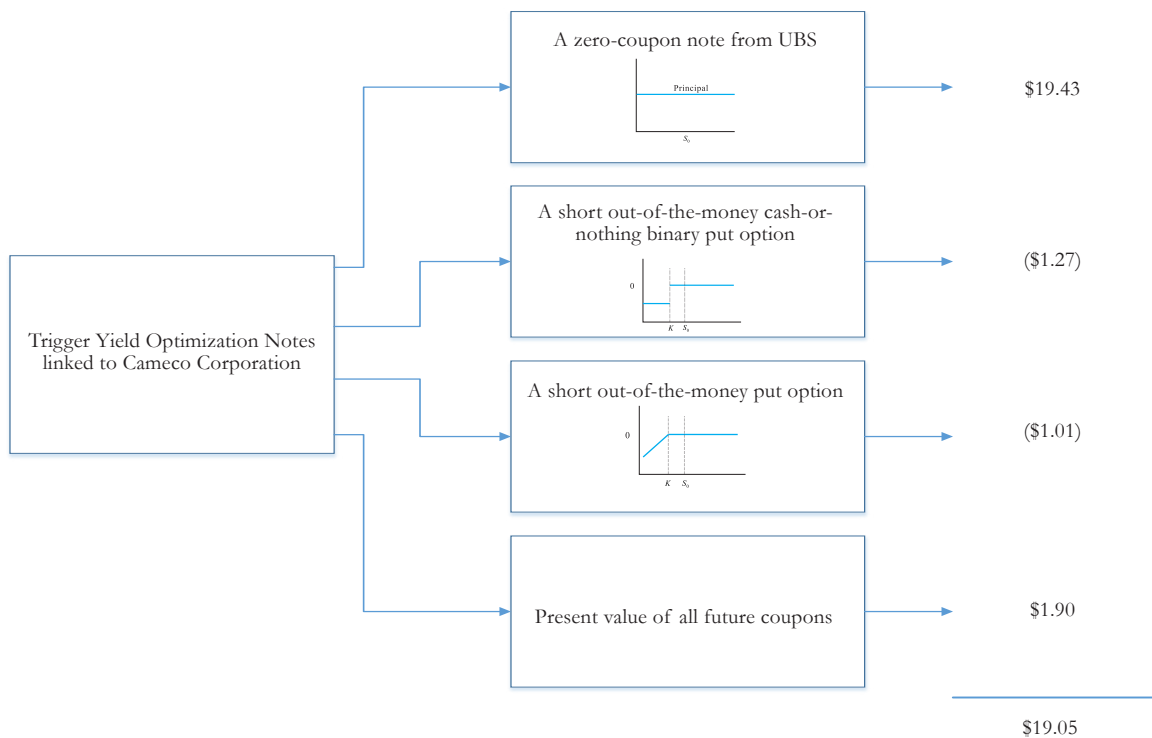 A zero-coupon note from UBS
Principal
S₀
$19.43
A short out-of-the-money cash-or-
nothing binary put option
0
K S₀
($1.27)
Trigger Yield Optimization Notes
linked to Cameco Corporation
A short out-of-the-money put option
0
K S₀
($1.01)
Present value of all future coupons
$1.90
$19.05